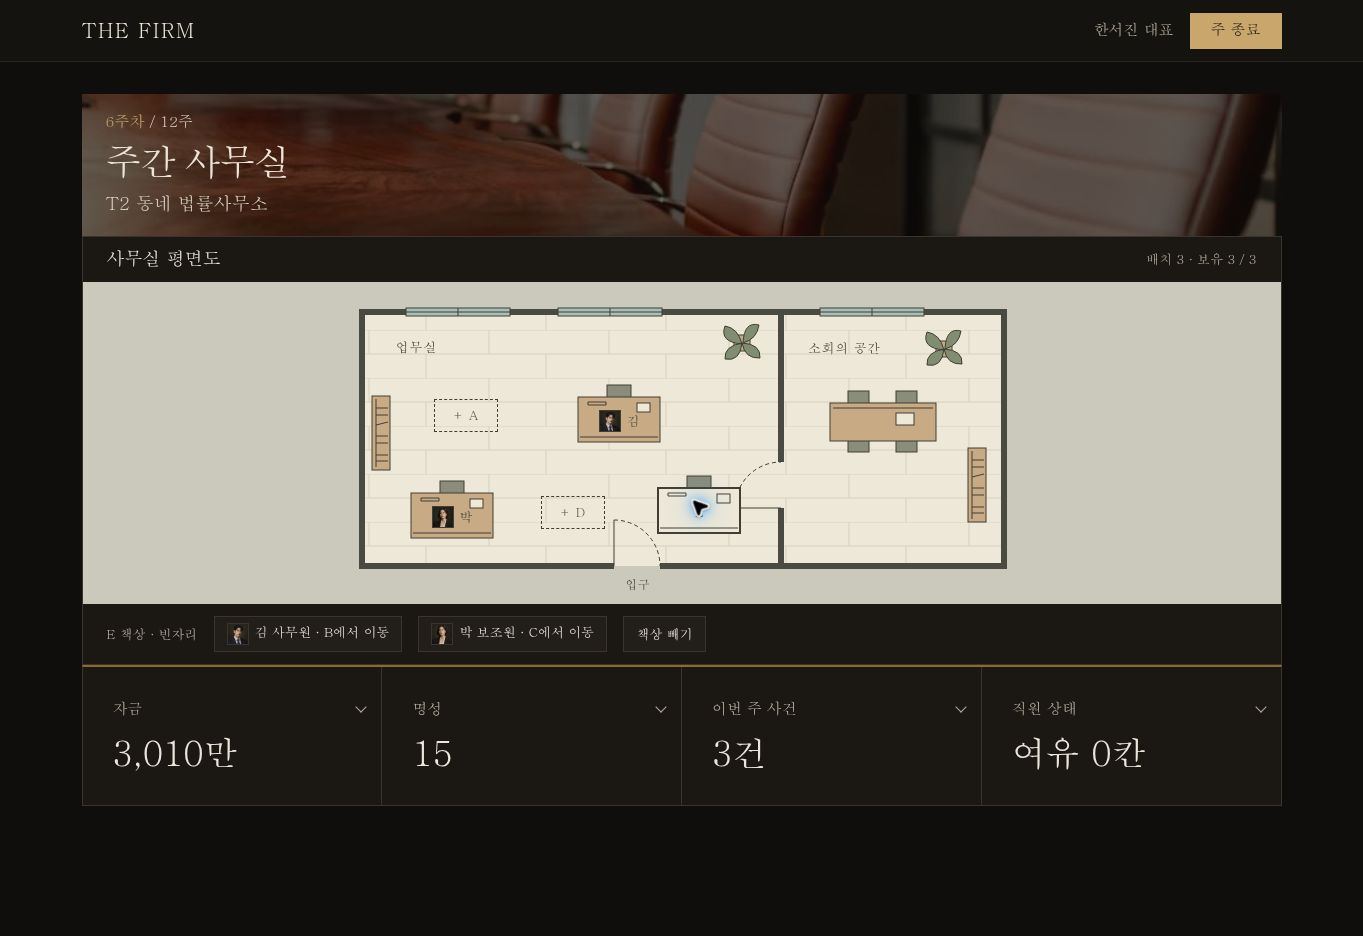 THE FIRM
한서진 대표
주 종료
6주차 / 12주
주간 사무실
T2 동네 법률사무소
사무실 평면도
배치 3 · 보유 3 / 3
업무실
소회의 공간
+ A
김
박
+ D
입구
E 책상 · 빈자리
김 사무원 · B에서 이동
박 보조원 · C에서 이동
책상 빼기
자금
3,010만
명성
15
이번 주 사건
3건
직원 상태
여유 0칸